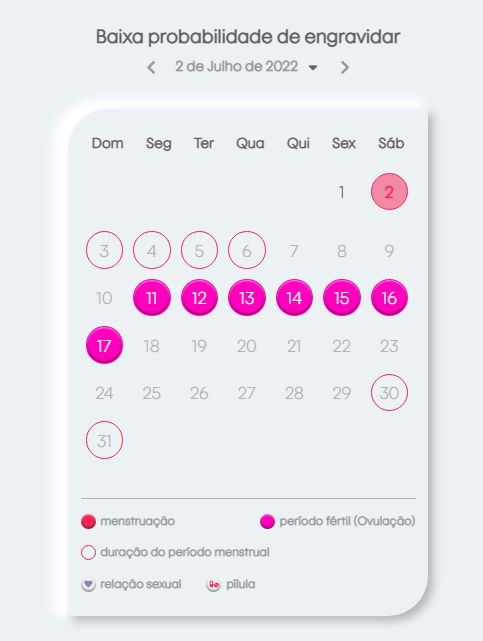 Baixa probabilidade de engravidar
2 de Julho de 2022
Dom Seg Ter Qua Qui Sex Sáb
1 2
3 4 5 6 7 8 9
10 11 12 13 14 15 16
17 18 19 20 21 22 23
24 25 26 27 28 29 30
31
menstruação período fértil (Ovulação)
duração do período menstrual
relação sexual pílula